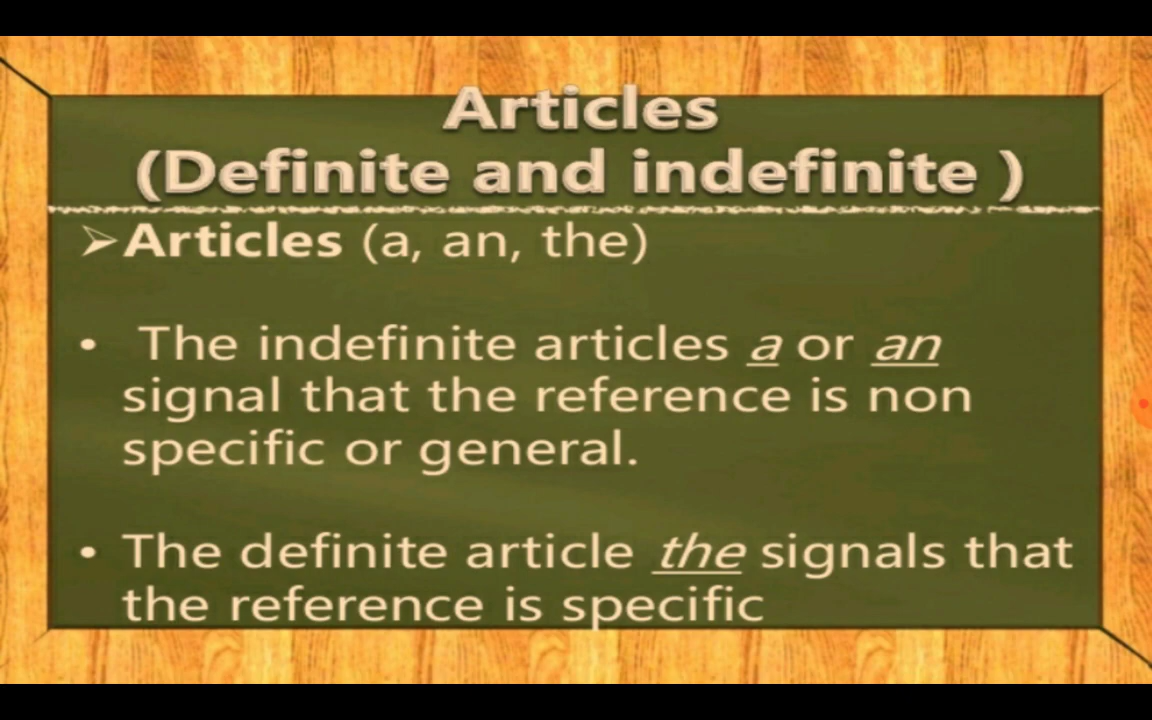 Articles
(Definite and indefinite )
➢Articles (a, an, the)
• The indefinite articles a or an
signal that the reference is non
specific or general.
• The definite article the signals that
the reference is specific